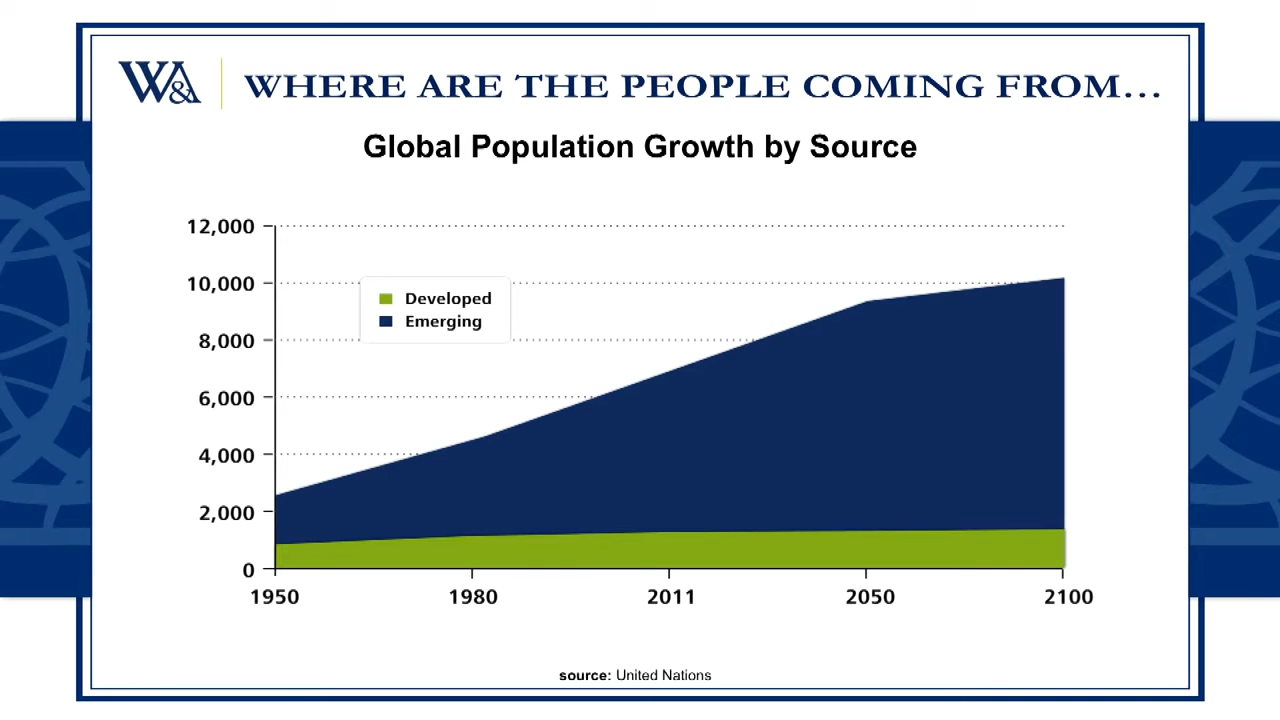 W&A WHERE ARE THE PEOPLE COMING FROM...
Global Population Growth by Source
12,000
10,000
8,000
6,000
4,000
2,000
0
Developed
Emerging
1950 1980 2011 2050 2100
source: United Nations